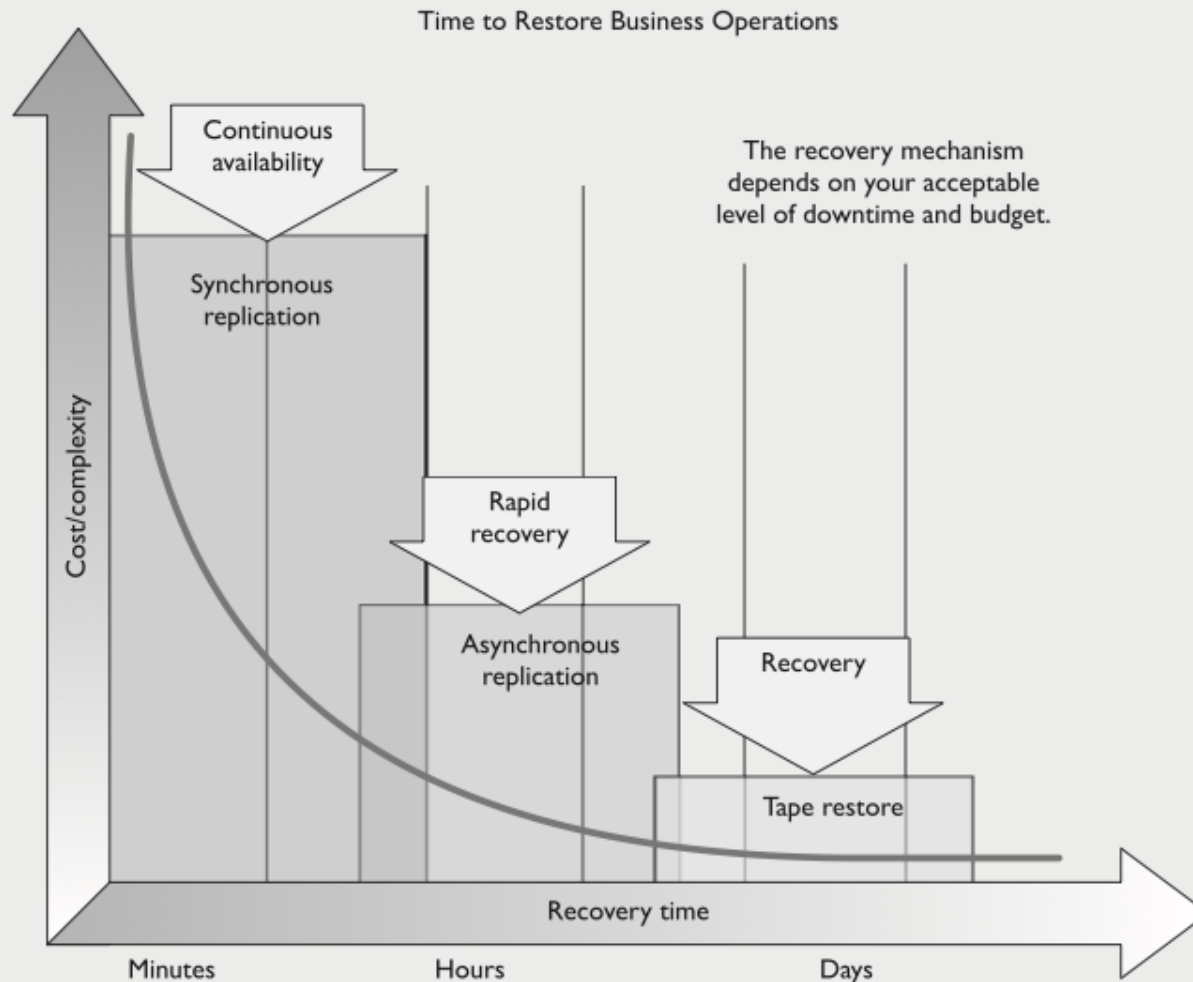 Time to Restore Business Operations
Continuous
availability
The recovery mechanism
depends on your acceptable
level of downtime and budget.
Synchronous
replication
Cost/complexity
Rapid
recovery
Asynchronous
replication
Recovery
Tape restore
Recovery time
Minutes
Hours
Days